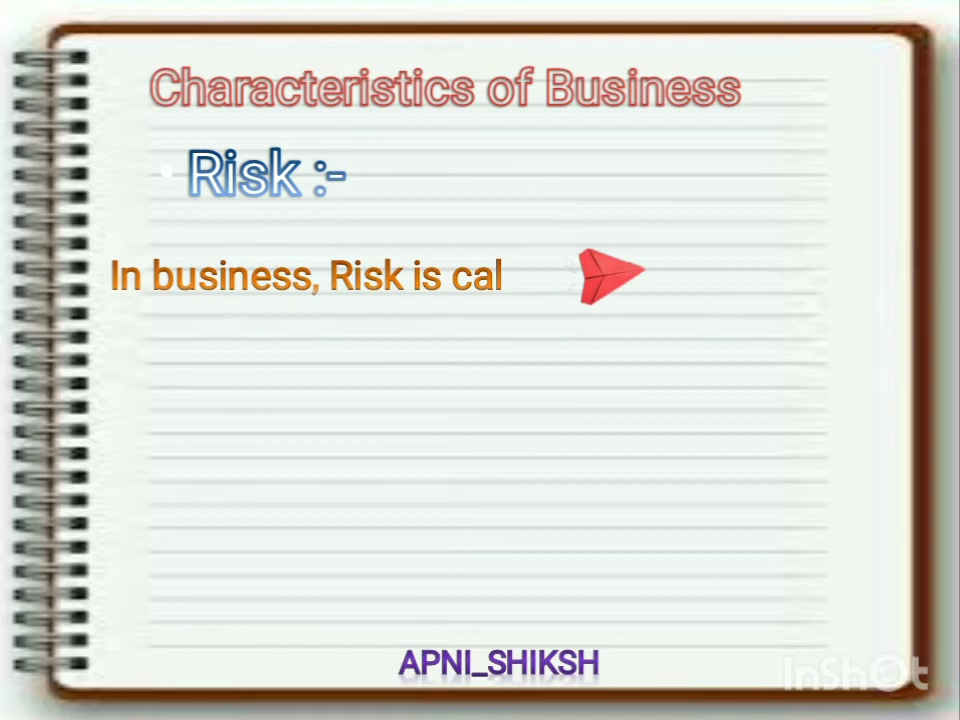 Characteristics of Business
• Risk :-
In business, Risk is cal
APNI_SHIKSH
InShOt